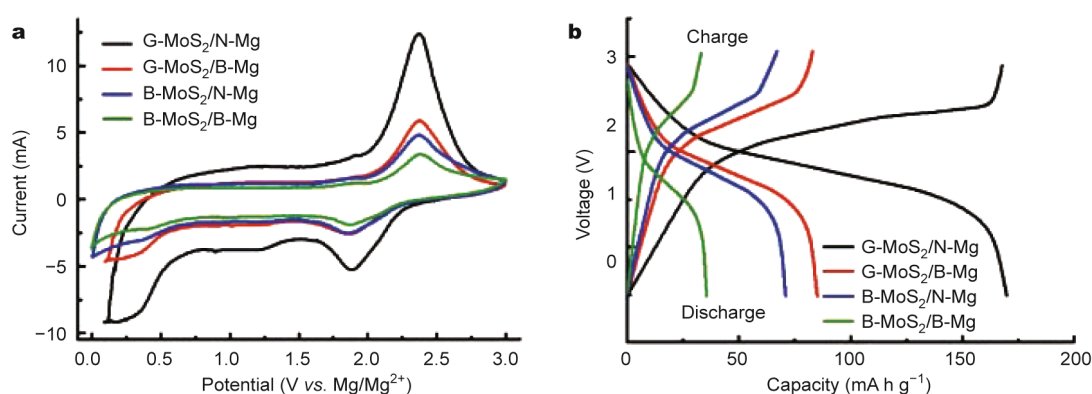 a
G-MoS₂/N-Mg
G-MoS₂/B-Mg
B-MoS₂/N-Mg
B-MoS₂/B-Mg
Current (mA)
10
5
0
−5
−10
0.0 0.5 1.0 1.5 2.0 2.5 3.0
Potential (V vs. Mg/Mg²⁺)
b
Charge
Voltage (V)
3
2
1
0
G-MoS₂/N-Mg
G-MoS₂/B-Mg
B-MoS₂/N-Mg
B-MoS₂/B-Mg
Discharge
0 50 100 150 200
Capacity (mA h g⁻¹)